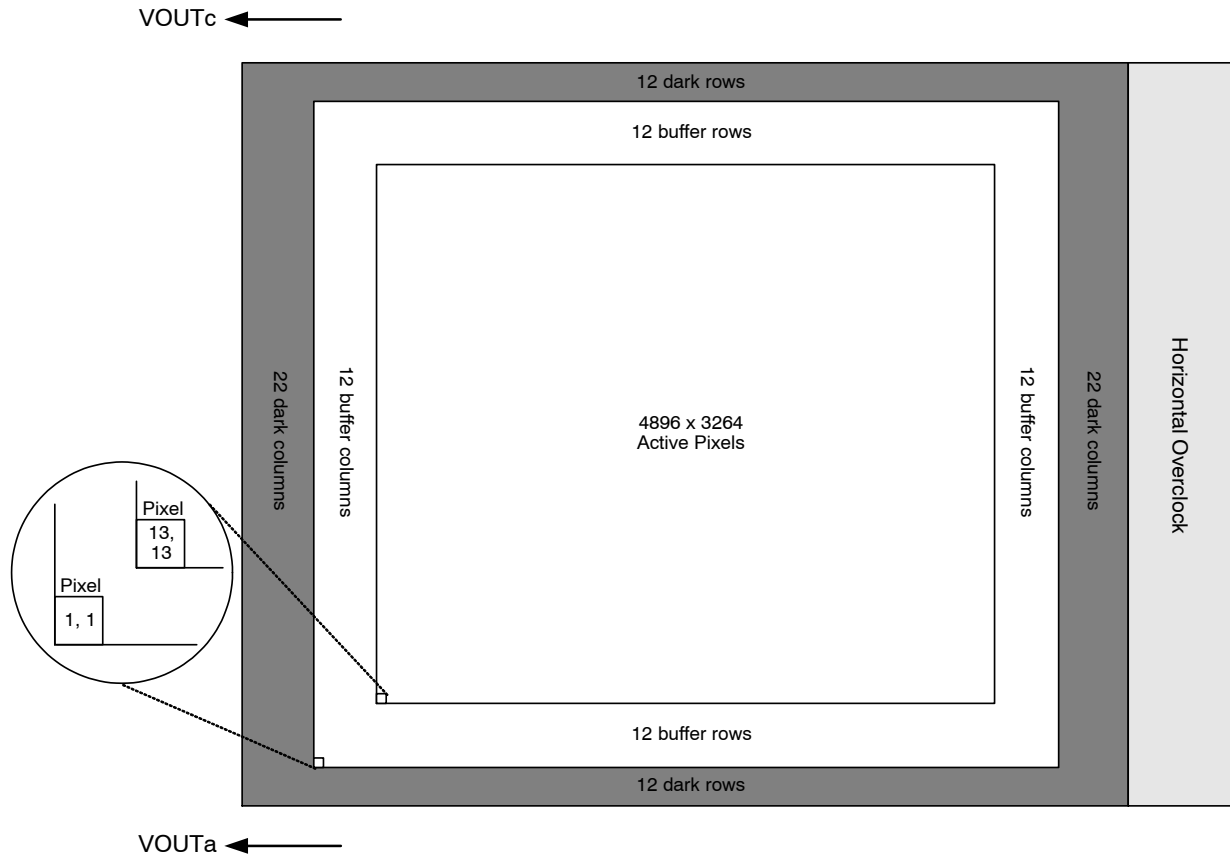 VOUTc
12 dark rows
12 buffer rows
22 dark columns
12 buffer columns
4896 x 3264
Active Pixels
12 buffer columns
22 dark columns
Horizontal Overclock
Pixel
13,
13
Pixel
1, 1
12 buffer rows
12 dark rows
VOUTa